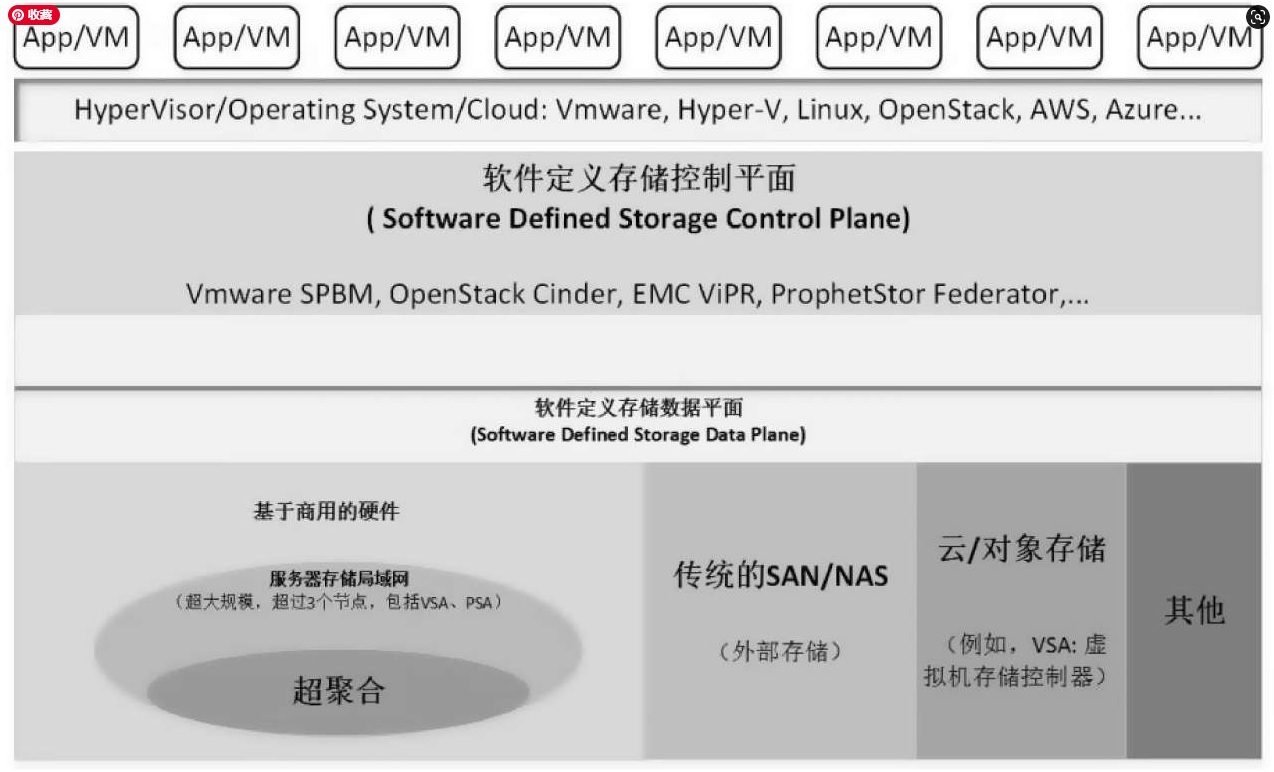 收藏
App/VM App/VM App/VM App/VM App/VM App/VM App/VM App/VM
HyperVisor/Operating System/Cloud: Vmware, Hyper-V, Linux, OpenStack, AWS, Azure...
软件定义存储控制平面
( Software Defined Storage Control Plane)
Vmware SPBM, OpenStack Cinder, EMC ViPR, ProphetStor Federator,...
软件定义存储数据平面
(Software Defined Storage Data Plane)
基于商用的硬件
服务器存储局域网
（超大规模，超过3个节点，包括VSA、PSA）
超聚合
传统的SAN/NAS
（外部存储）
云/对象存储
（例如，VSA: 虚
拟机存储控制器）
其他